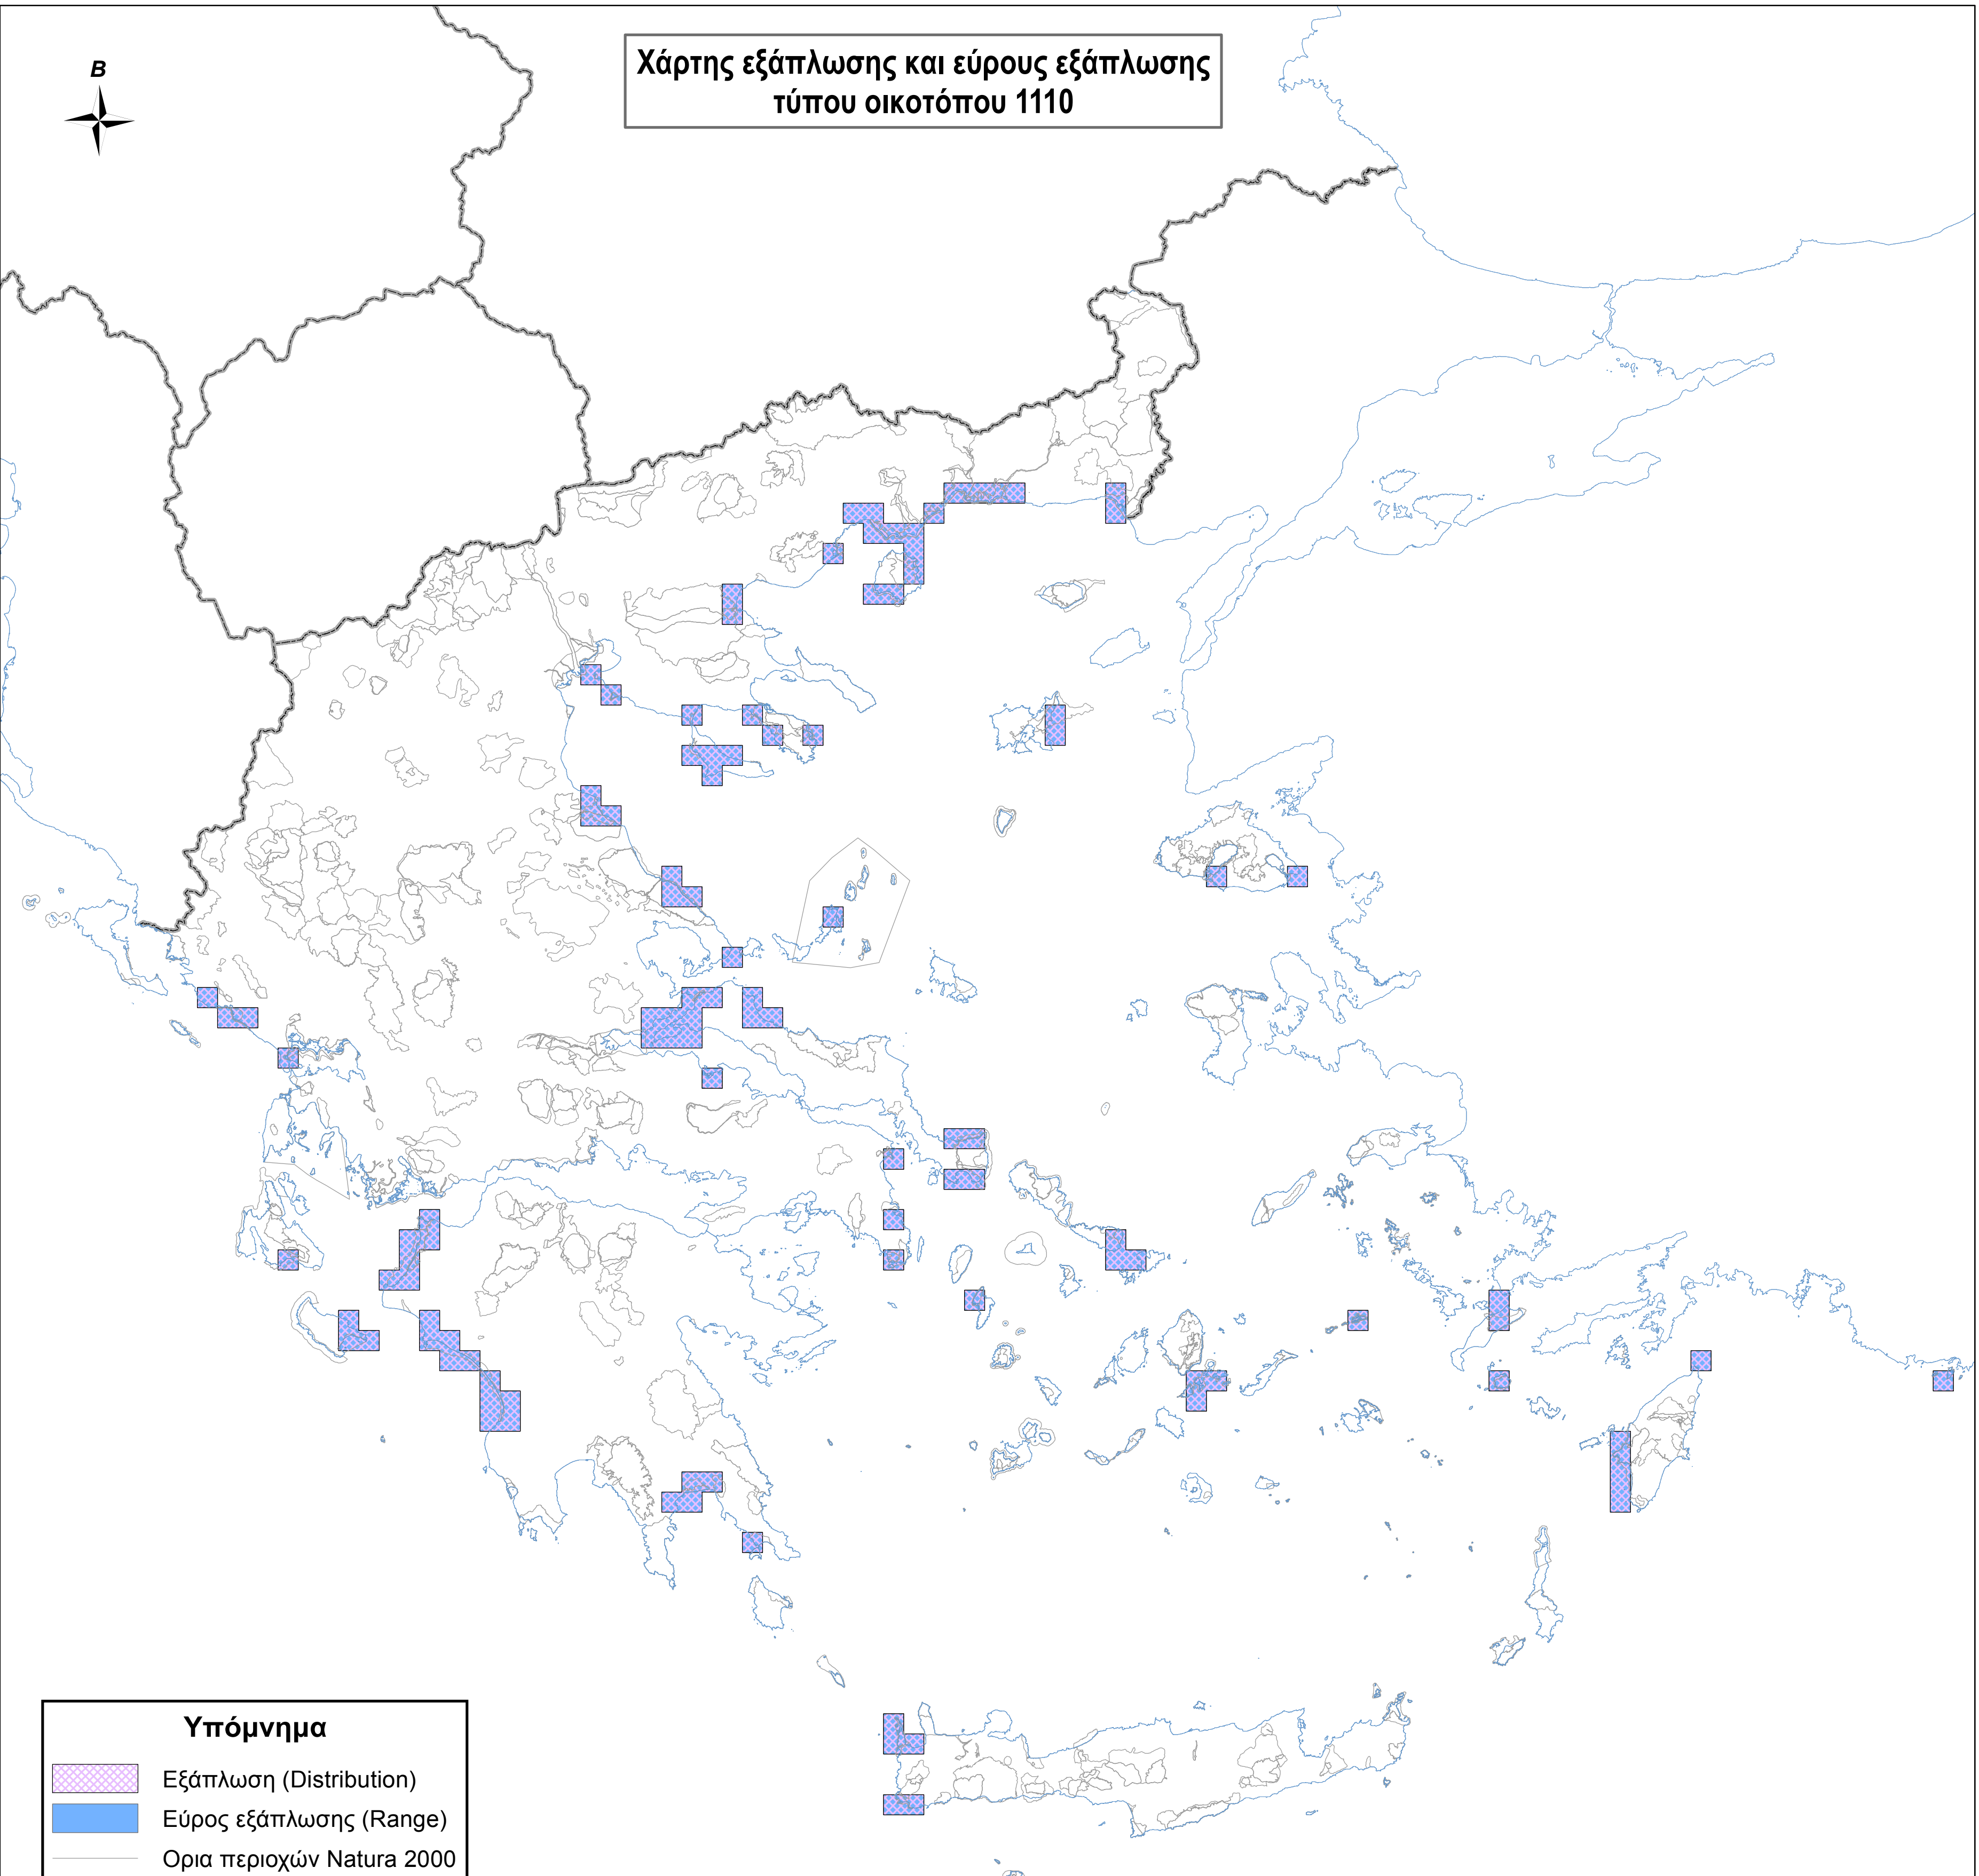 Χάρτης εξάπλωσης και εύρους εξάπλωσης
τύπου οικοτόπου 1110
Β
Υπόμνημα
Εξάπλωση (Distribution)
Εύρος εξάπλωσης (Range)
Ορια περιοχών Natura 2000